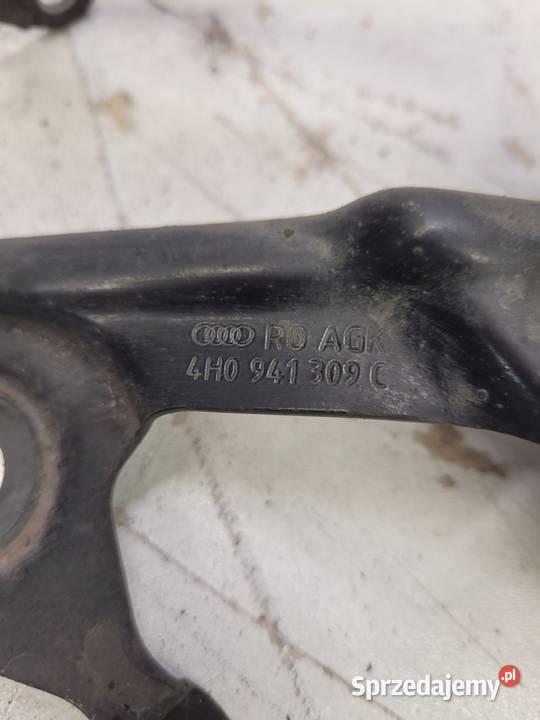 RO AGK
4H0 941 309 C
Sprzedajemy.pl